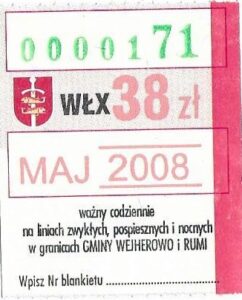 0000171
WŁX 38 zł
MAJ 2008
ważny codziennie
na liniach zwykłych, pospiesznych i nocnych
w granicach GMINY WEJHEROWO i RUMI
Wpisz Nr blankietu ................